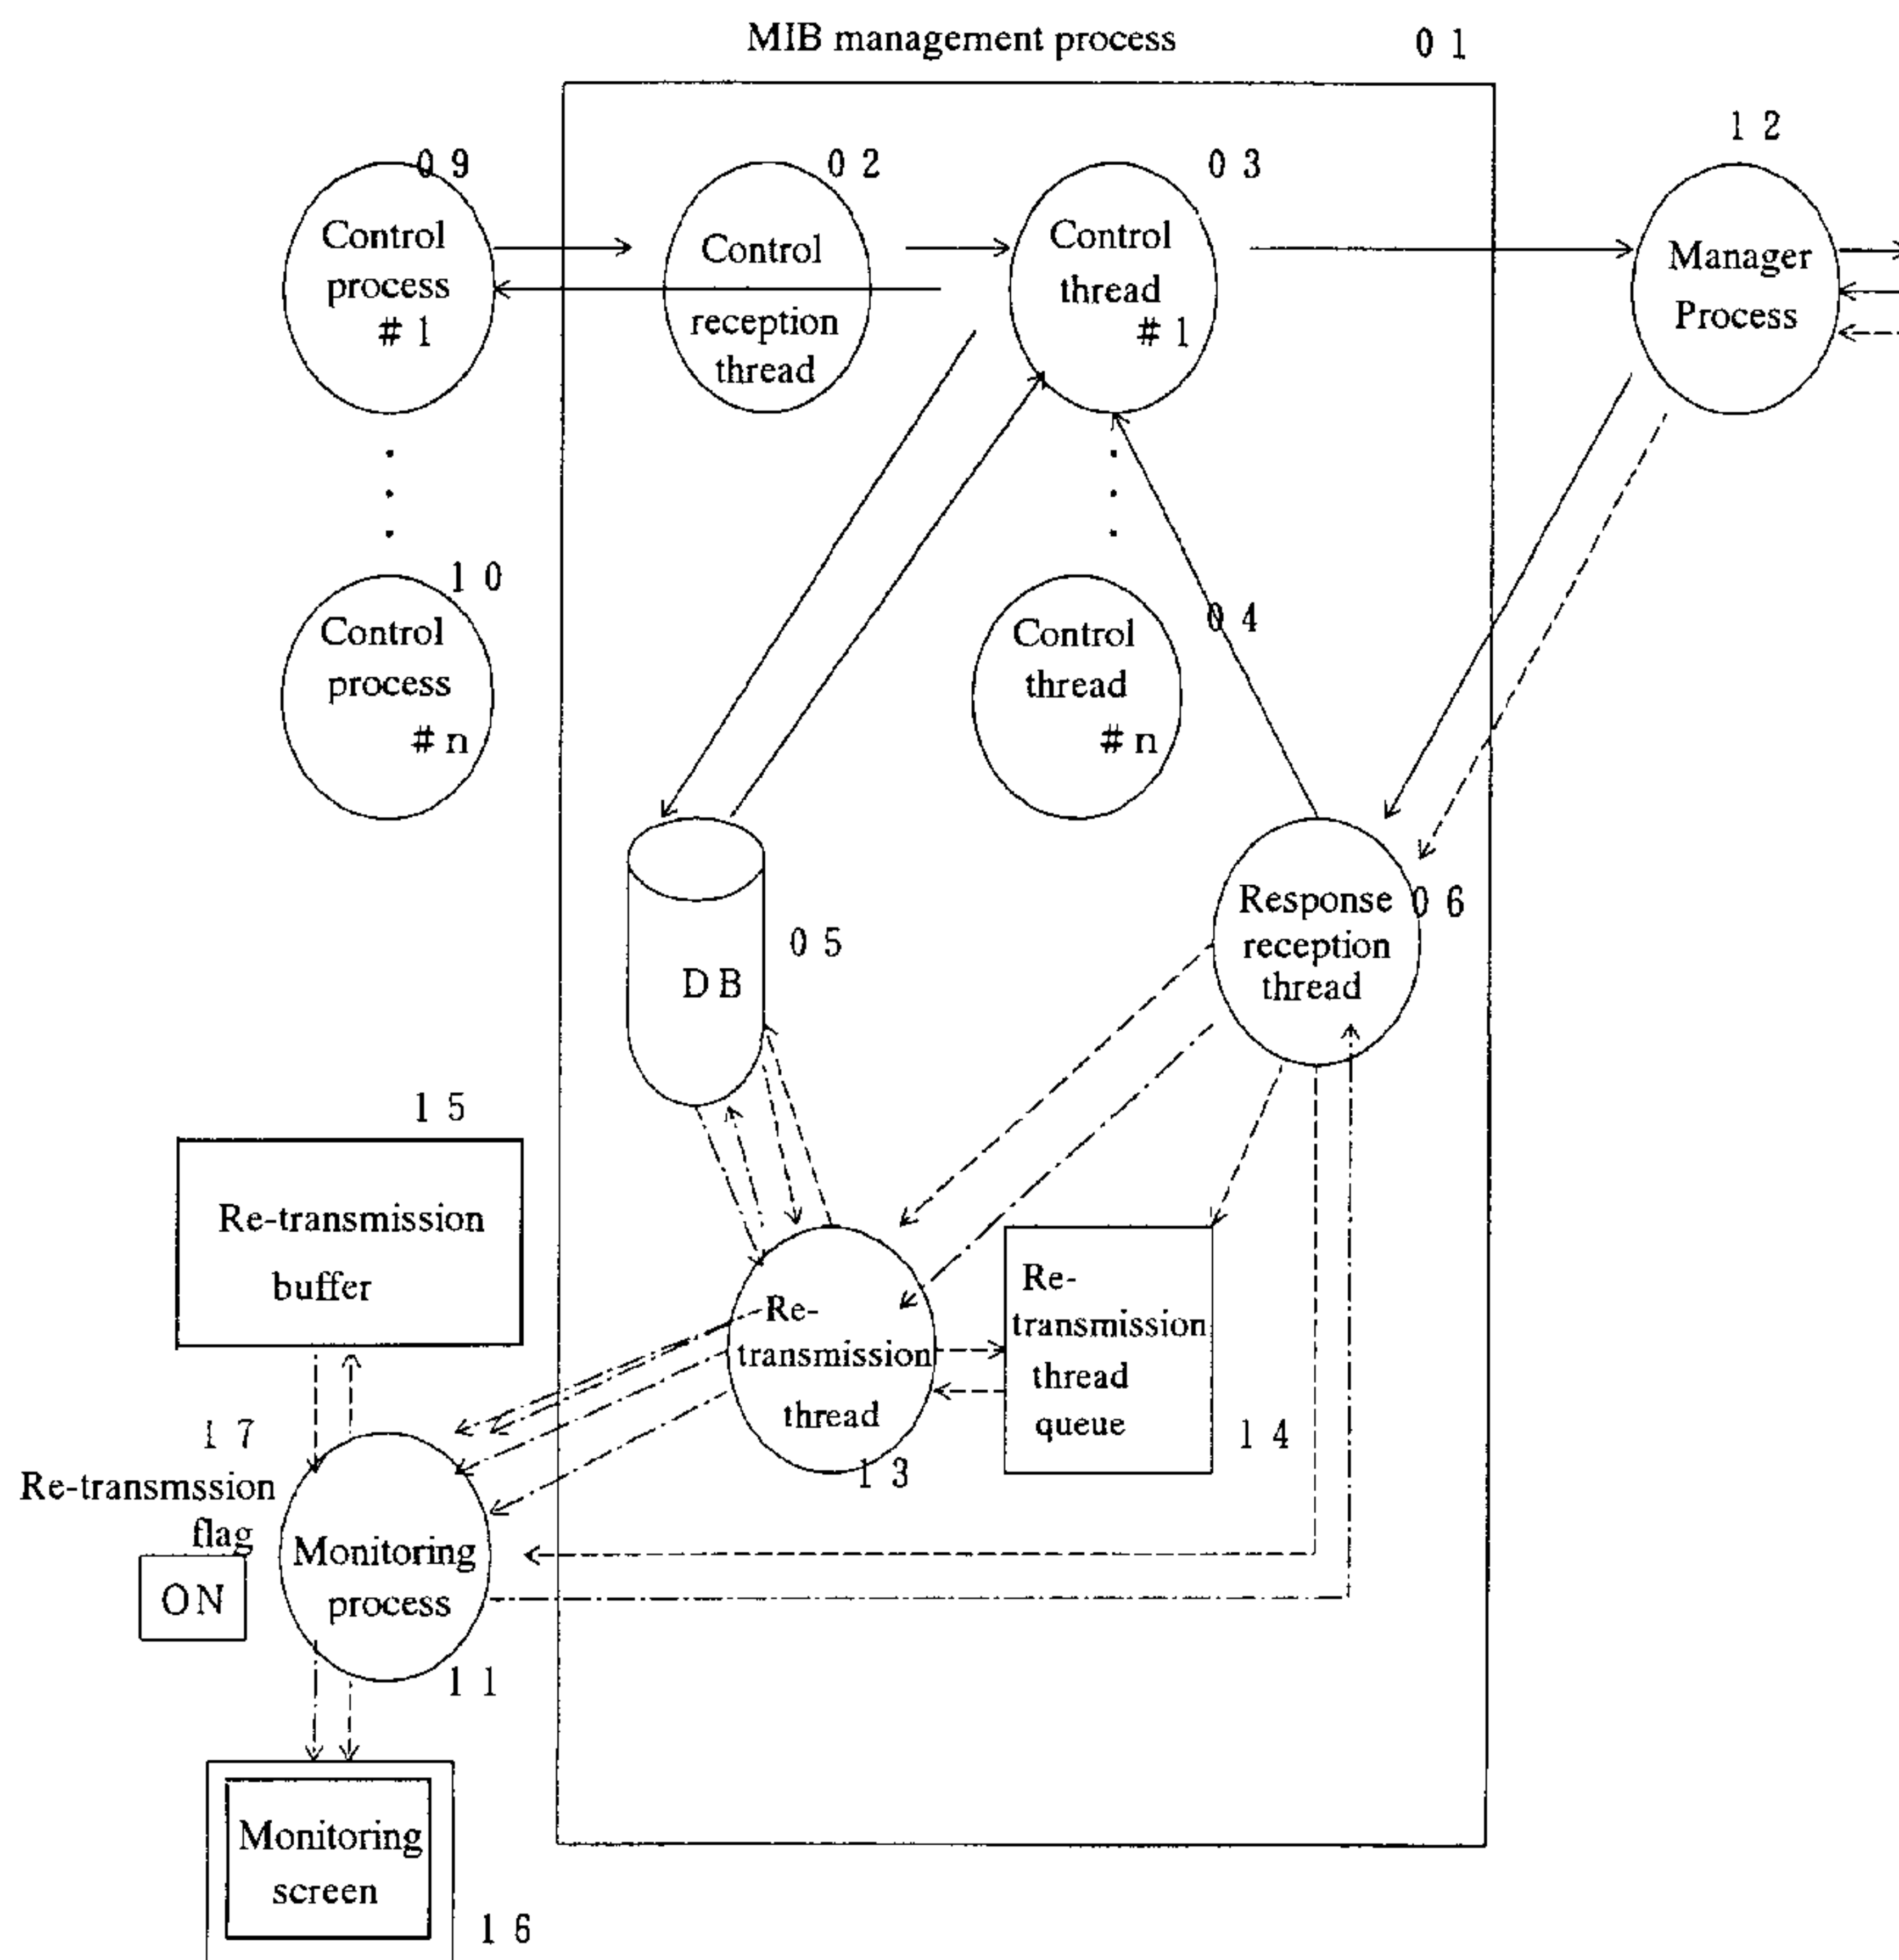 MIB management process
0 1
1 2
0 9
0 2
0 3
Control
process
# 1
Control
reception
thread
Control
thread
# 1
Manager
Process
1 0
Control
process
# n
0 4
Control
thread
# n
Response
reception
thread
0 6
0 5
D B
1 5
Re-transmission
buffer
Re-
transmission
thread
1 3
Re-
transmission
thread
queue
1 4
1 7
Re-transmssion
flag
ON
Monitoring
process
1 1
Monitoring
screen
1 6